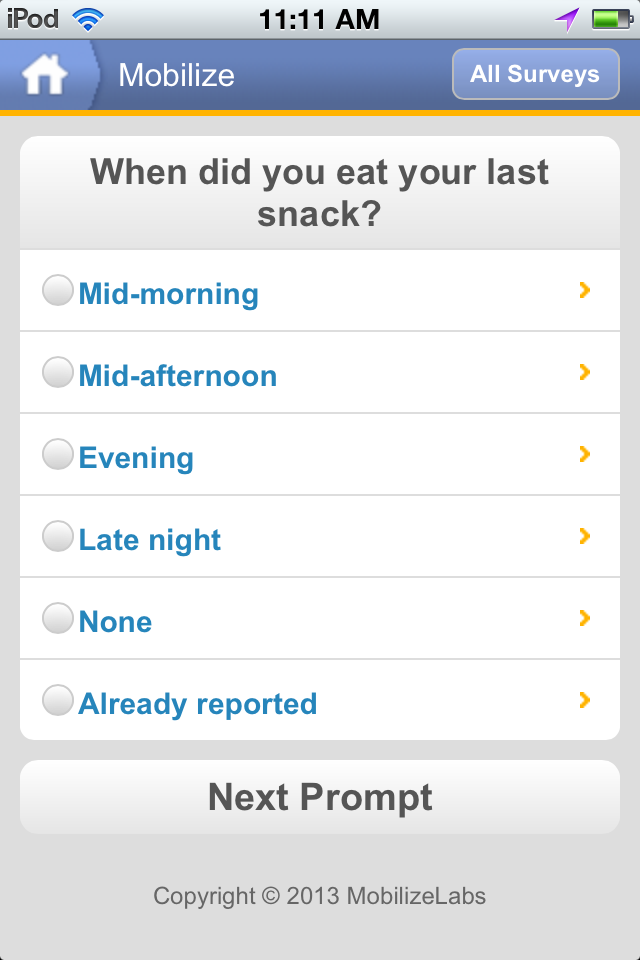 iPod 11:11 AM
Mobilize All Surveys
When did you eat your last
snack?
Mid-morning
Mid-afternoon
Evening
Late night
None
Already reported
Next Prompt
Copyright © 2013 MobilizeLabs